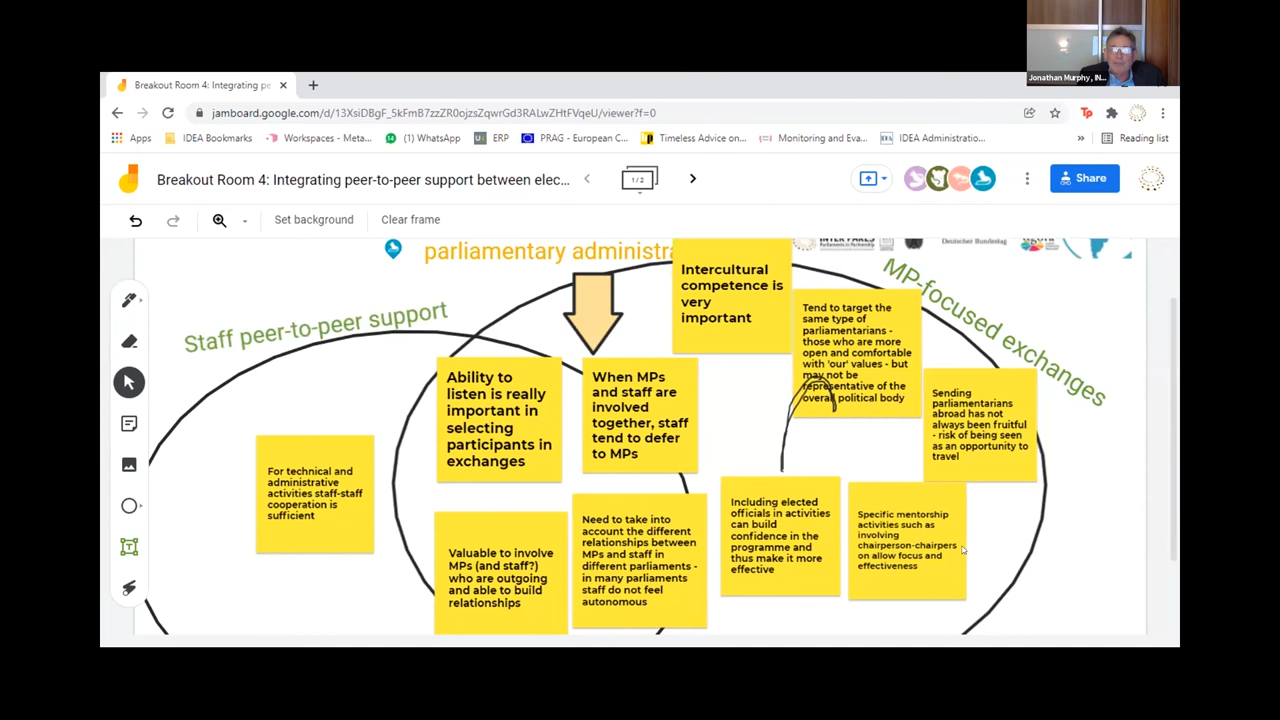 Jonathan Murphy, IN...
Breakout Room 4: Integrating pe
jamboard.google.com/d/13XsiDBgF_5kFmB7zzZR0ojzsZqwrGd3RALwZHtFVqeU/viewer?f=0
Apps
IDEA Bookmarks
Workspaces - Meta...
(1) WhatsApp
ERP
PRAG - European C...
Timeless Advice on...
Monitoring and Eva...
IDEA Administratio...
Reading list
Breakout Room 4: Integrating peer-to-peer support between elec...
1/2
Share
Set background
Clear frame
parliamentary administra
INTER PARES
Deutscher Bundestag
Staff peer-to-peer support
MP-focused exchanges
Intercultural
competence is
very
important
Tend to target the
same type of
parliamentarians -
those who are more
open and comfortable
with 'our' values - but
may not be
representative of the
overall political body
Ability to
listen is really
important in
selecting
participants in
exchanges
When MPs
and staff are
involved
together, staff
tend to defer
to MPs
Sending
parliamentarians
abroad has not
always been fruitful
- risk of being seen
as an opportunity to
travel
For technical and
administrative
activities staff-staff
cooperation is
sufficient
Valuable to involve
MPs (and staff?)
who are outgoing
and able to build
relationships
Need to take into
account the different
relationships between
MPs and staff in
different parliaments -
in many parliaments
staff do not feel
autonomous
Including elected
officials in activities
can build
confidence in the
programme and
thus make it more
effective
Specific mentorship
activities such as
involving
chairperson-chairpers
on allow focus and
effectiveness